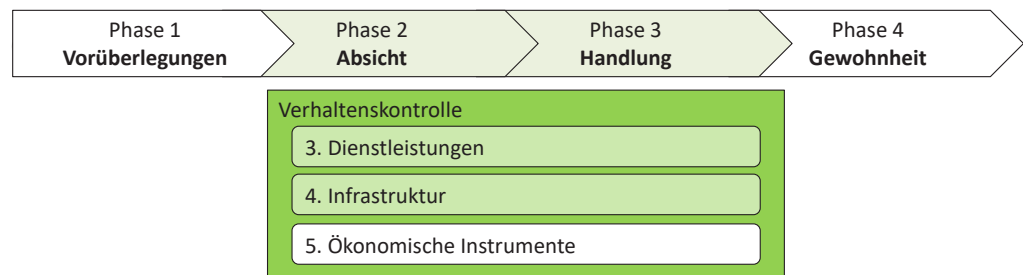 Phase 1
Vorüberlegungen
Phase 2
Absicht
Phase 3
Handlung
Phase 4
Gewohnheit
Verhaltenskontrolle
3. Dienstleistungen
4. Infrastruktur
5. Ökonomische Instrumente